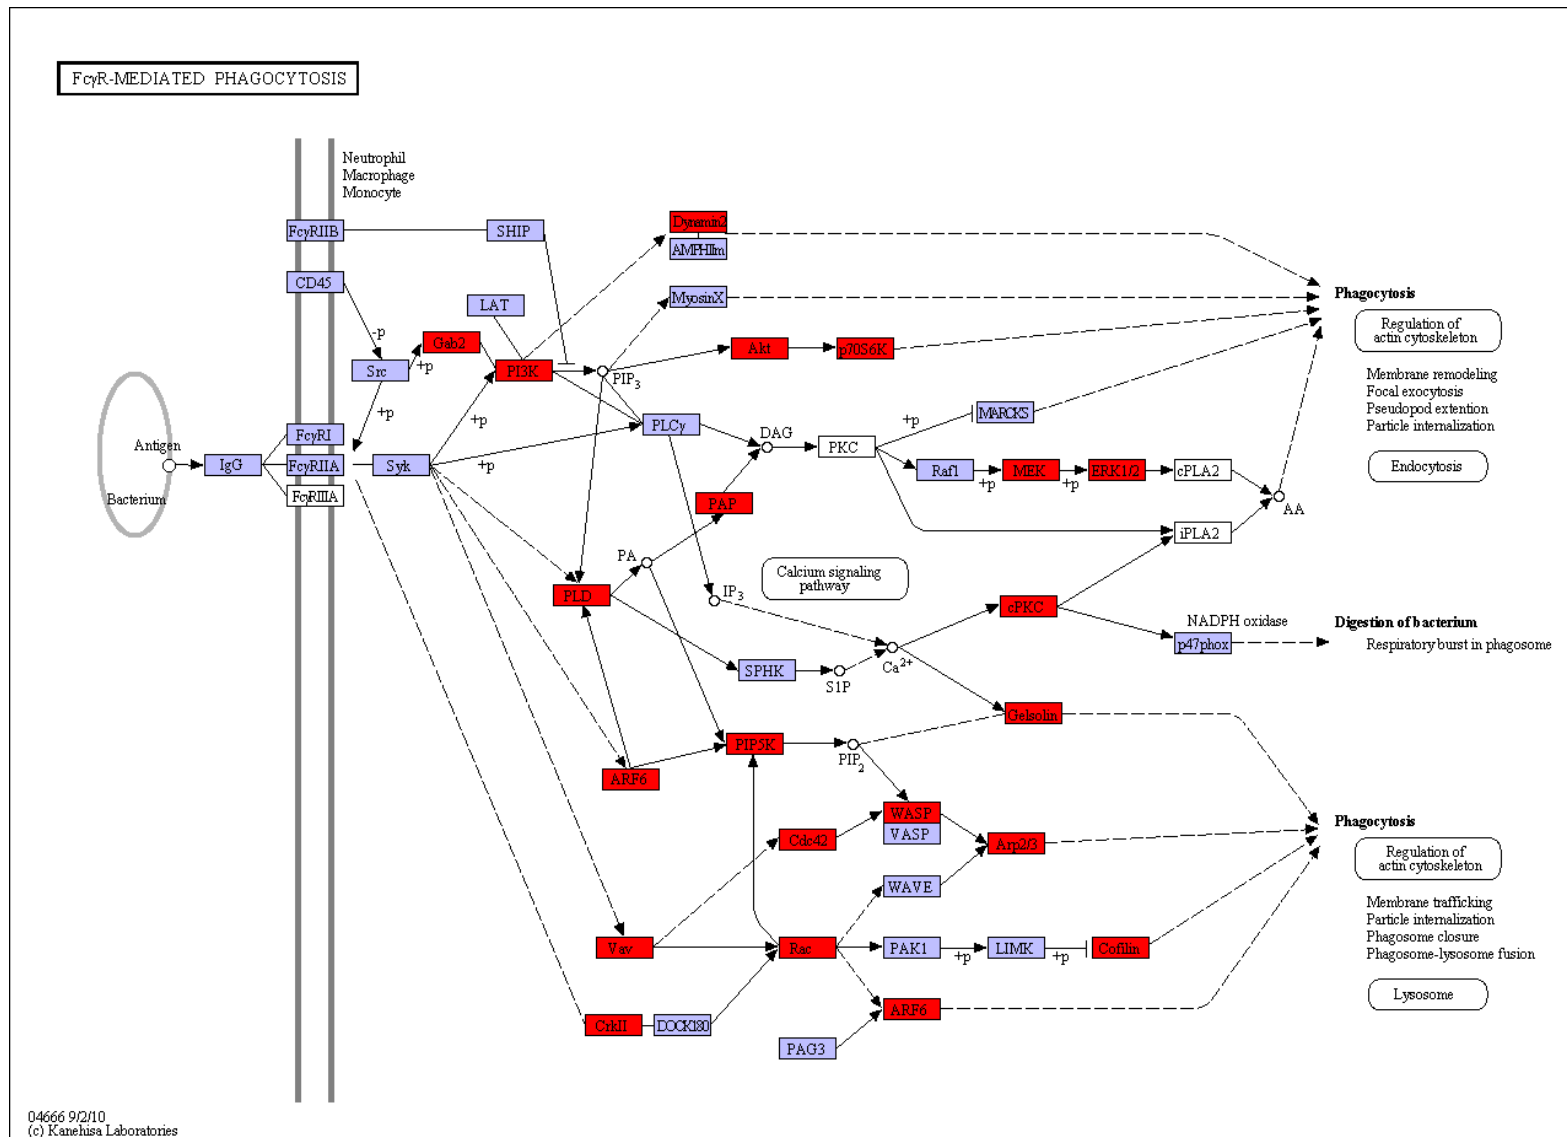 FcγR-MEDIATED PHAGOCYTOSIS
Neutrophil
Macrophage
Monocyte
FcγRIIB
SHIP
Dynamin2
AMPHIIm
CD45
LAT
MyosinX
Phagocytosis
-p
Gab2
+p
Src
PI3K
PIP3
Akt
p70S6K
Regulation of
actin cytoskeleton
Membrane remodeling
Focal exocytosis
Pseudopod extention
Particle internalization
+p
+p
PLCγ
+p
MARCKS
DAG
PKC
Antigen
FcγRI
IgG
FcγRIIA
Syk
+p
Raf1
+p
MEK
+p
ERK1/2
cPLA2
Endocytosis
Bacterium
FcγRIIIA
PAP
AA
iPLA2
PA
Calcium signaling
pathway
PLD
IP3
cPKC
NADPH oxidase
p47phox
Digestion of bacterium
Respiratory burst in phagosome
SPHK
S1P
Ca2+
Gelsolin
PIP5K
PIP2
ARF6
WASP
VASP
Cdc42
Arp2/3
Phagocytosis
Regulation of
actin cytoskeleton
WAVE
Membrane trafficking
Particle internalization
Phagosome closure
Phagosome-lysosome fusion
Vav
Rac
PAK1
+p
LIMK
+p
Cofilin
Lysosome
CrkII
DOCK180
ARF6
PAG3
04666 9/2/10
(c) Kanehisa Laboratories